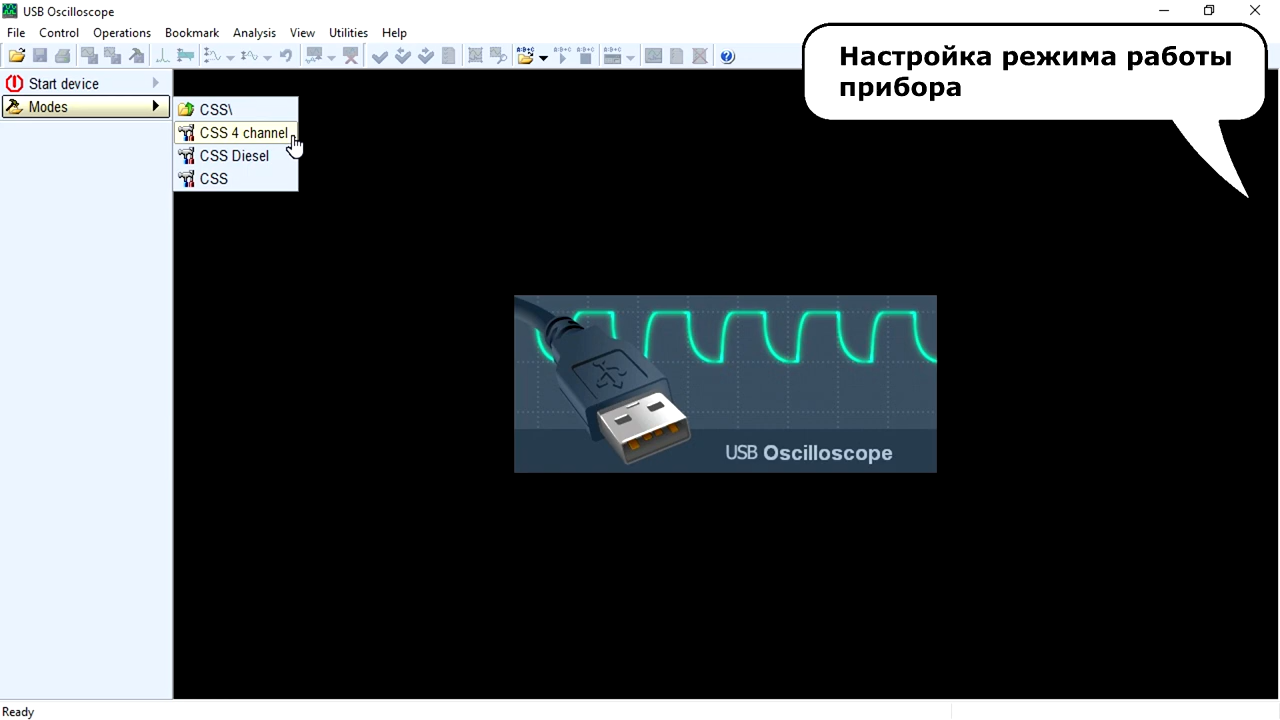 USB Oscilloscope
File Control Operations Bookmark Analysis View Utilities Help
Настройка режима работы
прибора
Start device
Modes
CSS\
CSS 4 channel
CSS Diesel
CSS
USB Oscilloscope
Ready